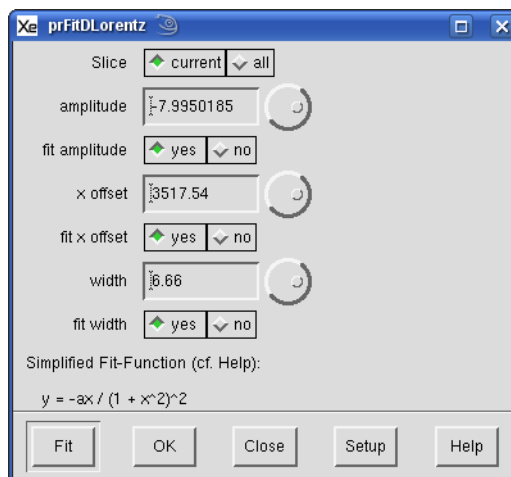 Xe prFitDLorentz
Slice current all
amplitude -7.9950185
fit amplitude yes no
x offset 3517.54
fit x offset yes no
width 6.66
fit width yes no
Simplified Fit-Function (cf. Help):
y = -ax / (1 + x^2)^2
Fit OK Close Setup Help